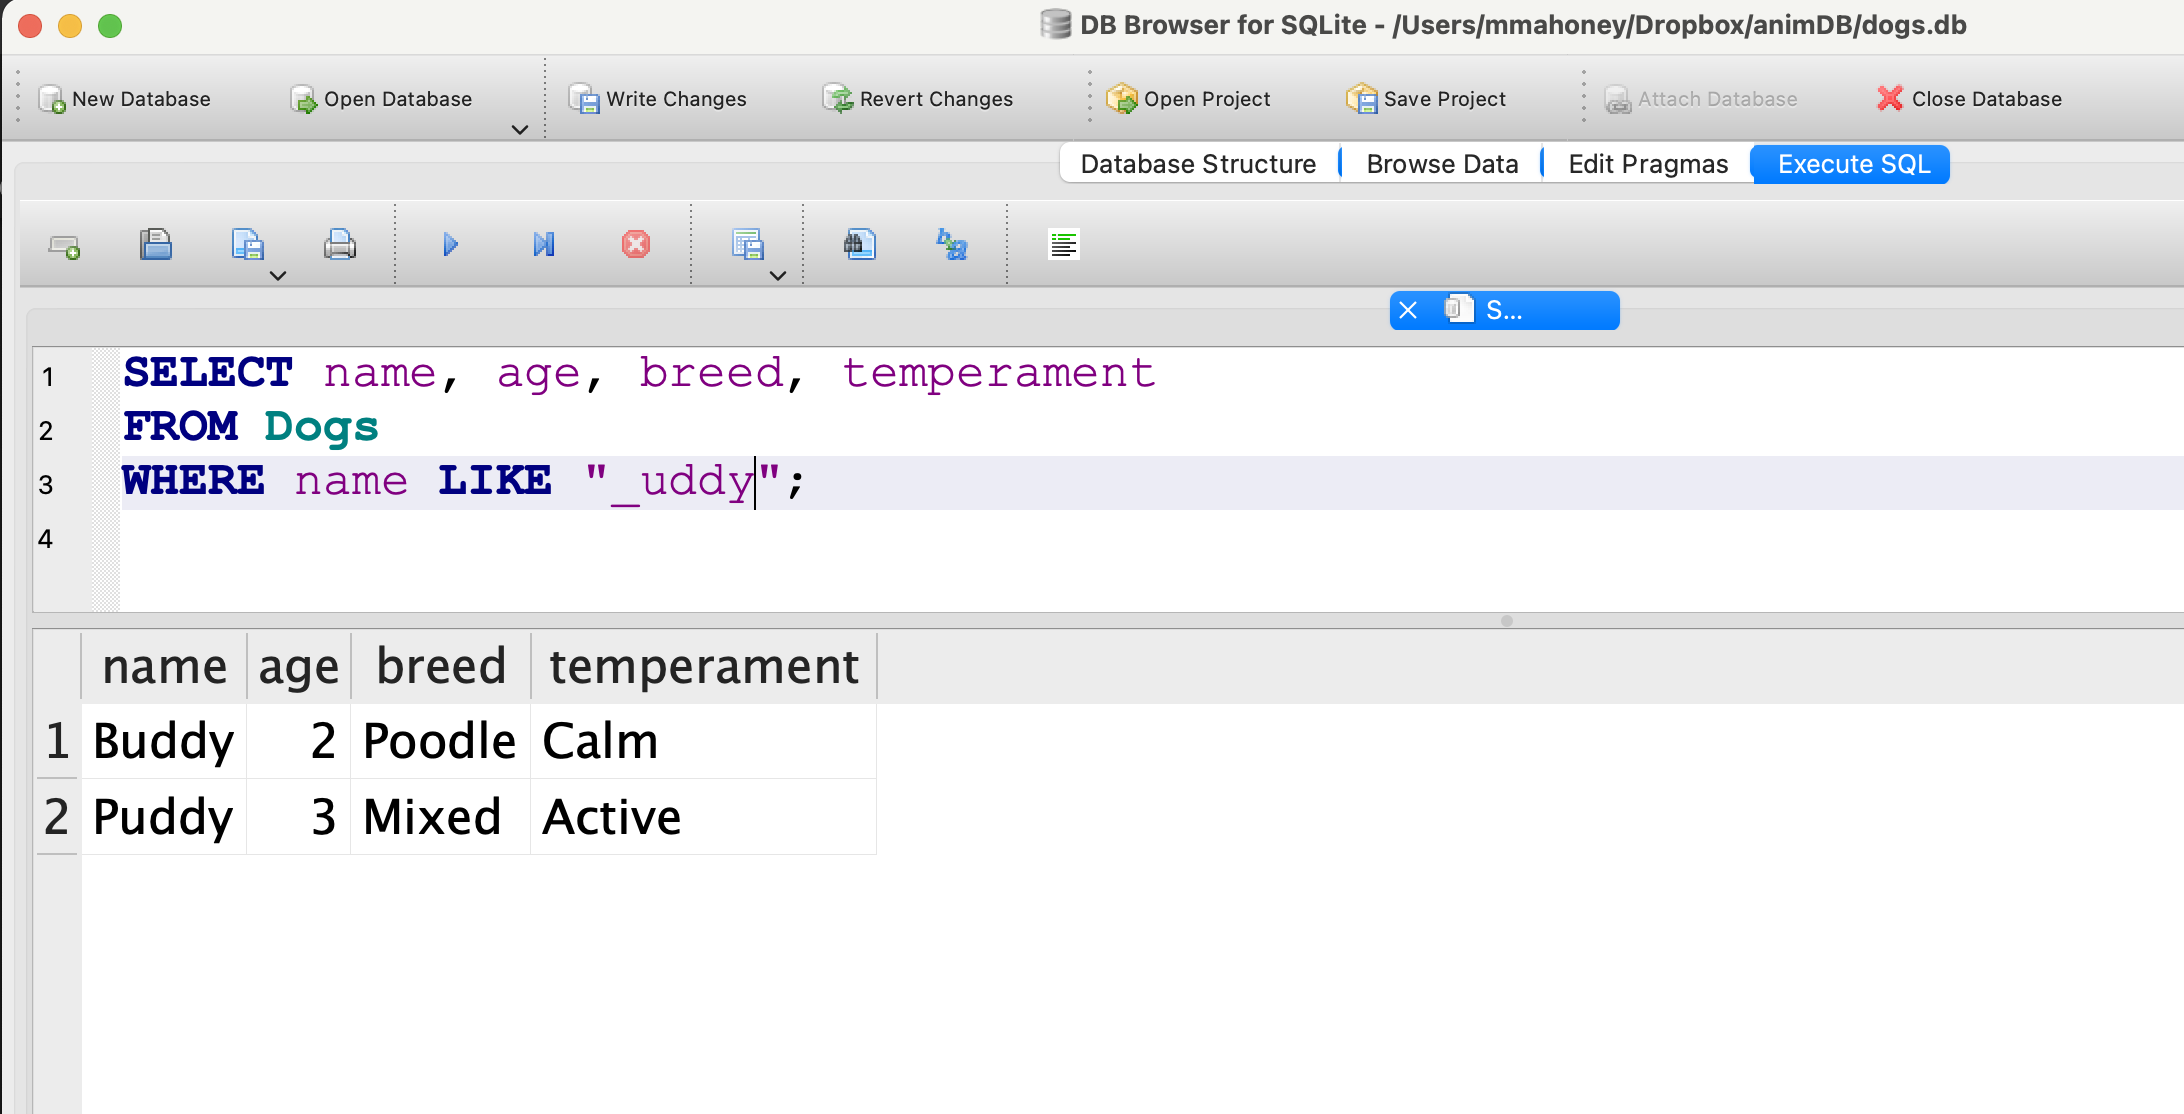 DB Browser for SQLite - /Users/mmahoney/Dropbox/animDB/dogs.db
New Database Open Database Write Changes Revert Changes Open Project Save Project Attach Database Close Database
Database Structure Browse Data Edit Pragmas Execute SQL
S...
1 SELECT name, age, breed, temperament
2 FROM Dogs
3 WHERE name LIKE "_uddy";
4
name age breed temperament
1 Buddy 2 Poodle Calm
2 Puddy 3 Mixed Active